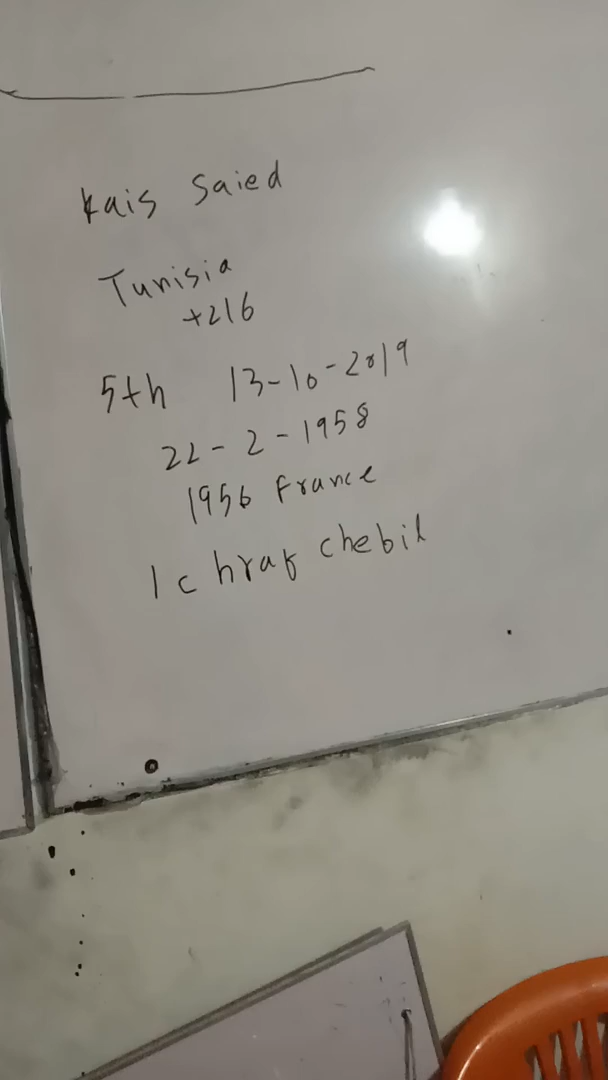 Kais Saied
Tunisia
+216
5th 13-10-2019
22-2-1958
1956 France
Ichraf chebil